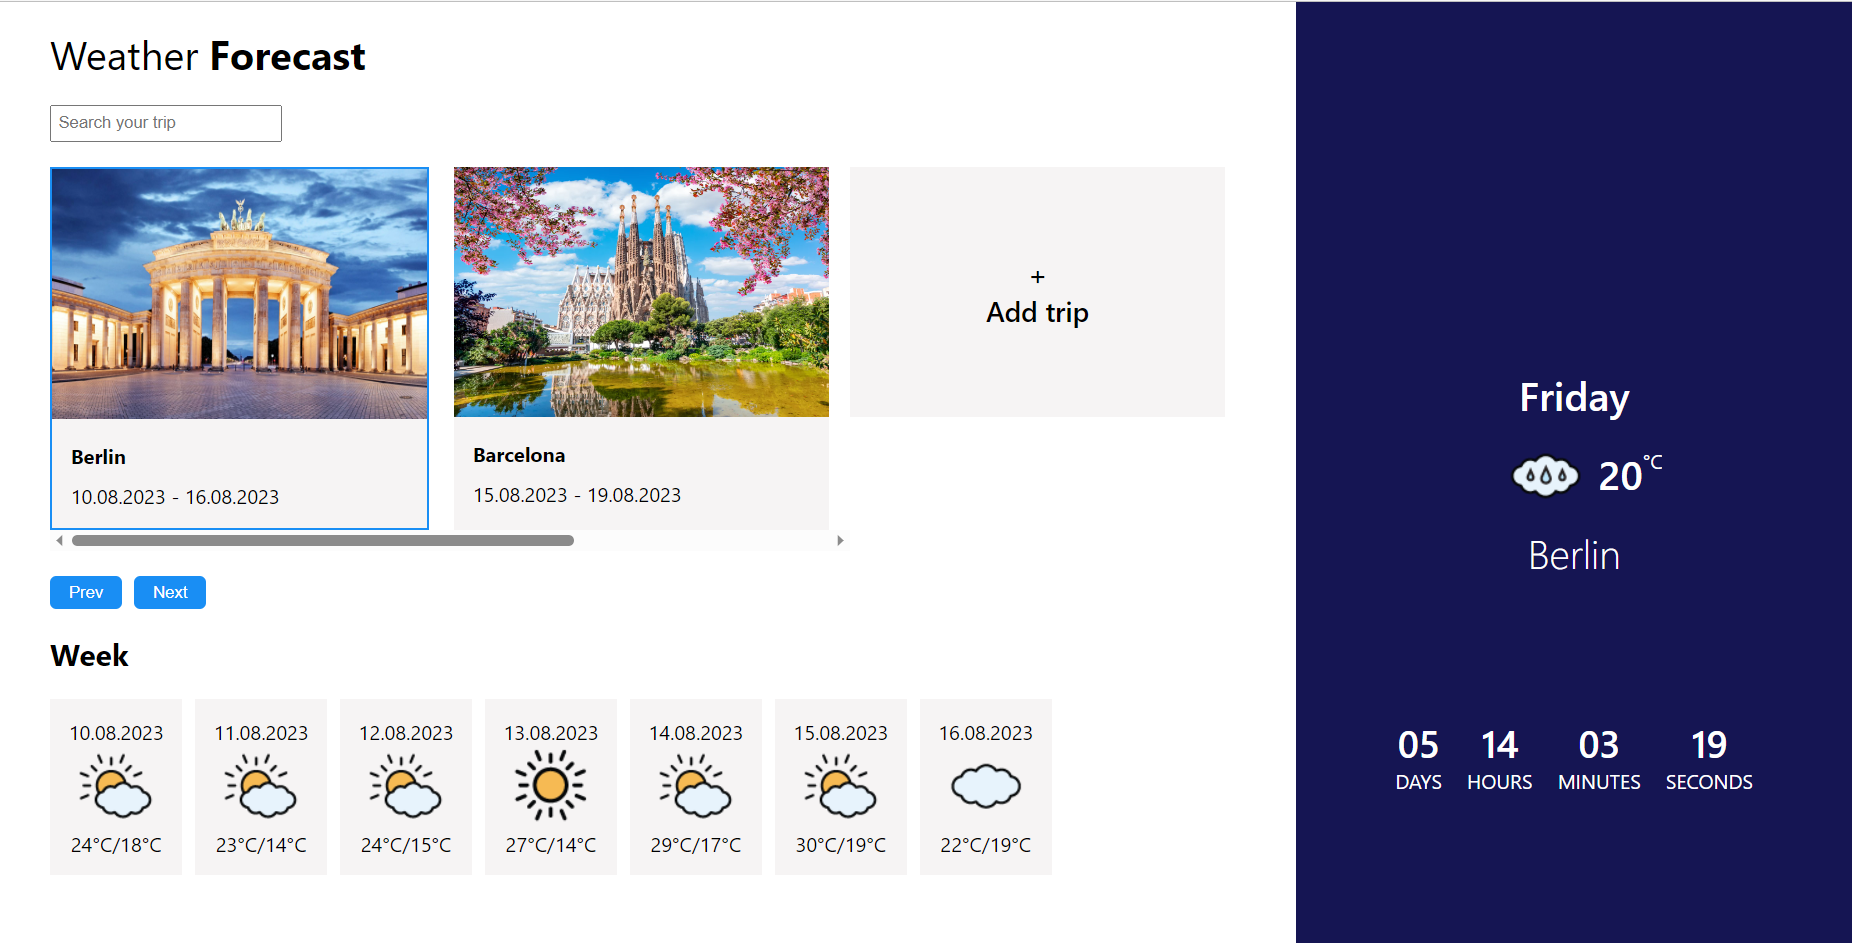 Weather Forecast
Search your trip
Berlin
10.08.2023 - 16.08.2023
Barcelona
15.08.2023 - 19.08.2023
+
Add trip
Prev
Next
Week
10.08.2023
24°C/18°C
11.08.2023
23°C/14°C
12.08.2023
24°C/15°C
13.08.2023
27°C/14°C
14.08.2023
29°C/17°C
15.08.2023
30°C/19°C
16.08.2023
22°C/19°C
Friday
20°C
Berlin
05 14 03 19
DAYS HOURS MINUTES SECONDS